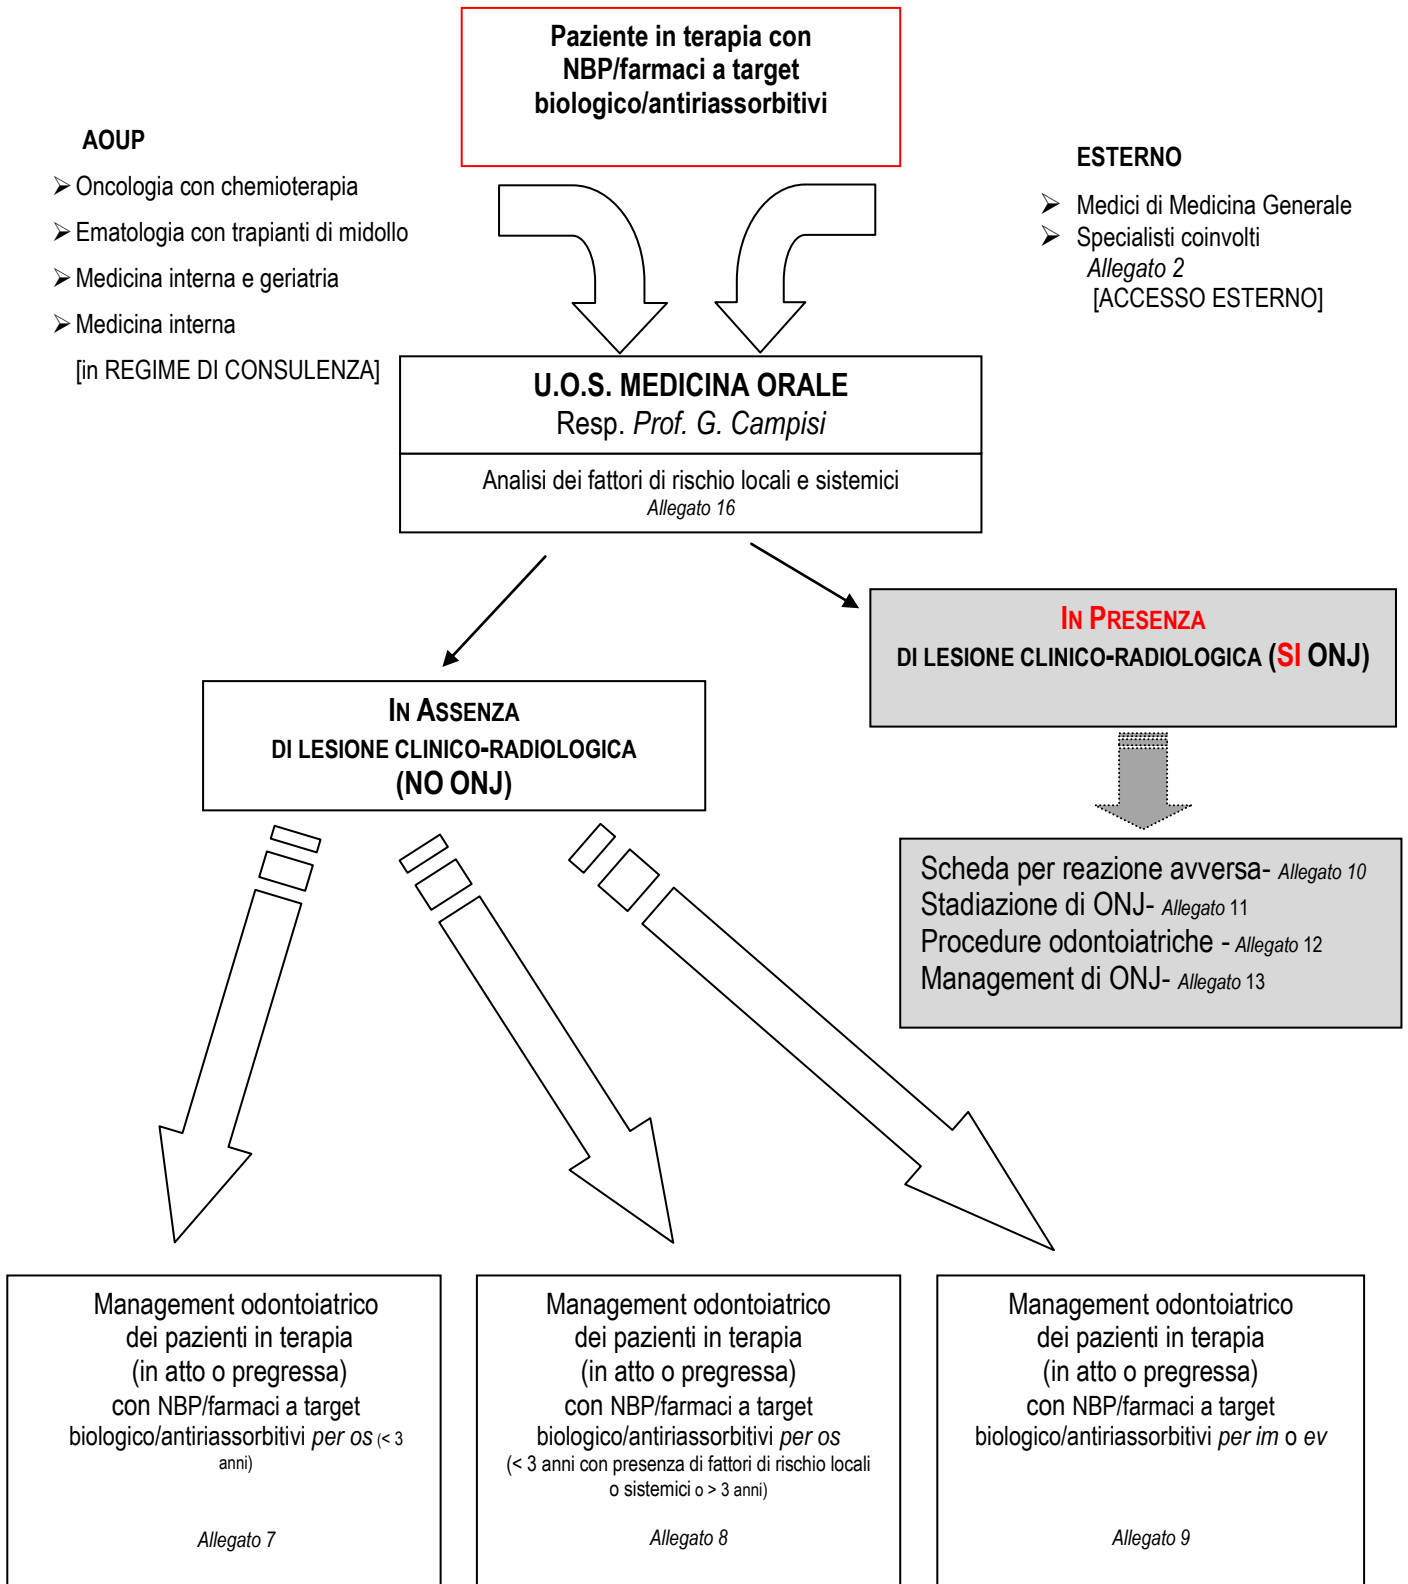 Paziente in terapia con
NBP/farmaci a target
biologico/antiriassorbitivi
AOUP
➢ Oncologia con chemioterapia
➢ Ematologia con trapianti di midollo
➢ Medicina interna e geriatria
➢ Medicina interna
[in REGIME DI CONSULENZA]
ESTERNO
➢ Medici di Medicina Generale
➢ Specialisti coinvolti
Allegato 2
[ACCESSO ESTERNO]
U.O.S. MEDICINA ORALE
Resp. Prof. G. Campisi
Analisi dei fattori di rischio locali e sistemici
Allegato 16
IN PRESENZA
DI LESIONE CLINICO-RADIOLOGICA (SI ONJ)
IN ASSENZA
DI LESIONE CLINICO-RADIOLOGICA
(NO ONJ)
Scheda per reazione avversa- Allegato 10
Stadiazione di ONJ- Allegato 11
Procedure odontoiatriche - Allegato 12
Management di ONJ- Allegato 13
Management odontoiatrico
dei pazienti in terapia
(in atto o pregressa)
con NBP/farmaci a target
biologico/antiriassorbitivi per os (< 3
anni)
Allegato 7
Management odontoiatrico
dei pazienti in terapia
(in atto o pregressa)
con NBP/farmaci a target
biologico/antiriassorbitivi per os
(< 3 anni con presenza di fattori di rischio locali
o sistemici o > 3 anni)
Allegato 8
Management odontoiatrico
dei pazienti in terapia
(in atto o pregressa)
con NBP/farmaci a target
biologico/antiriassorbitivi per im o ev
Allegato 9